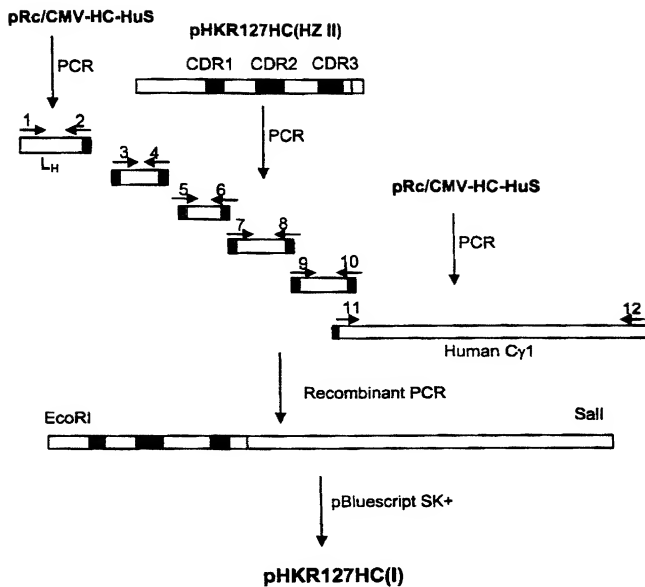 pRc/CMV-HC-HuS
pHKR127HC(HZ II)
PCR
CDR1 CDR2 CDR3
1 2
PCR
L_H
3 4
5 6
pRc/CMV-HC-HuS
7 8
PCR
9 10
11 12
Human Cγ1
Recombinant PCR
EcoRI SalI
pBluescript SK+
pHKR127HC(I)